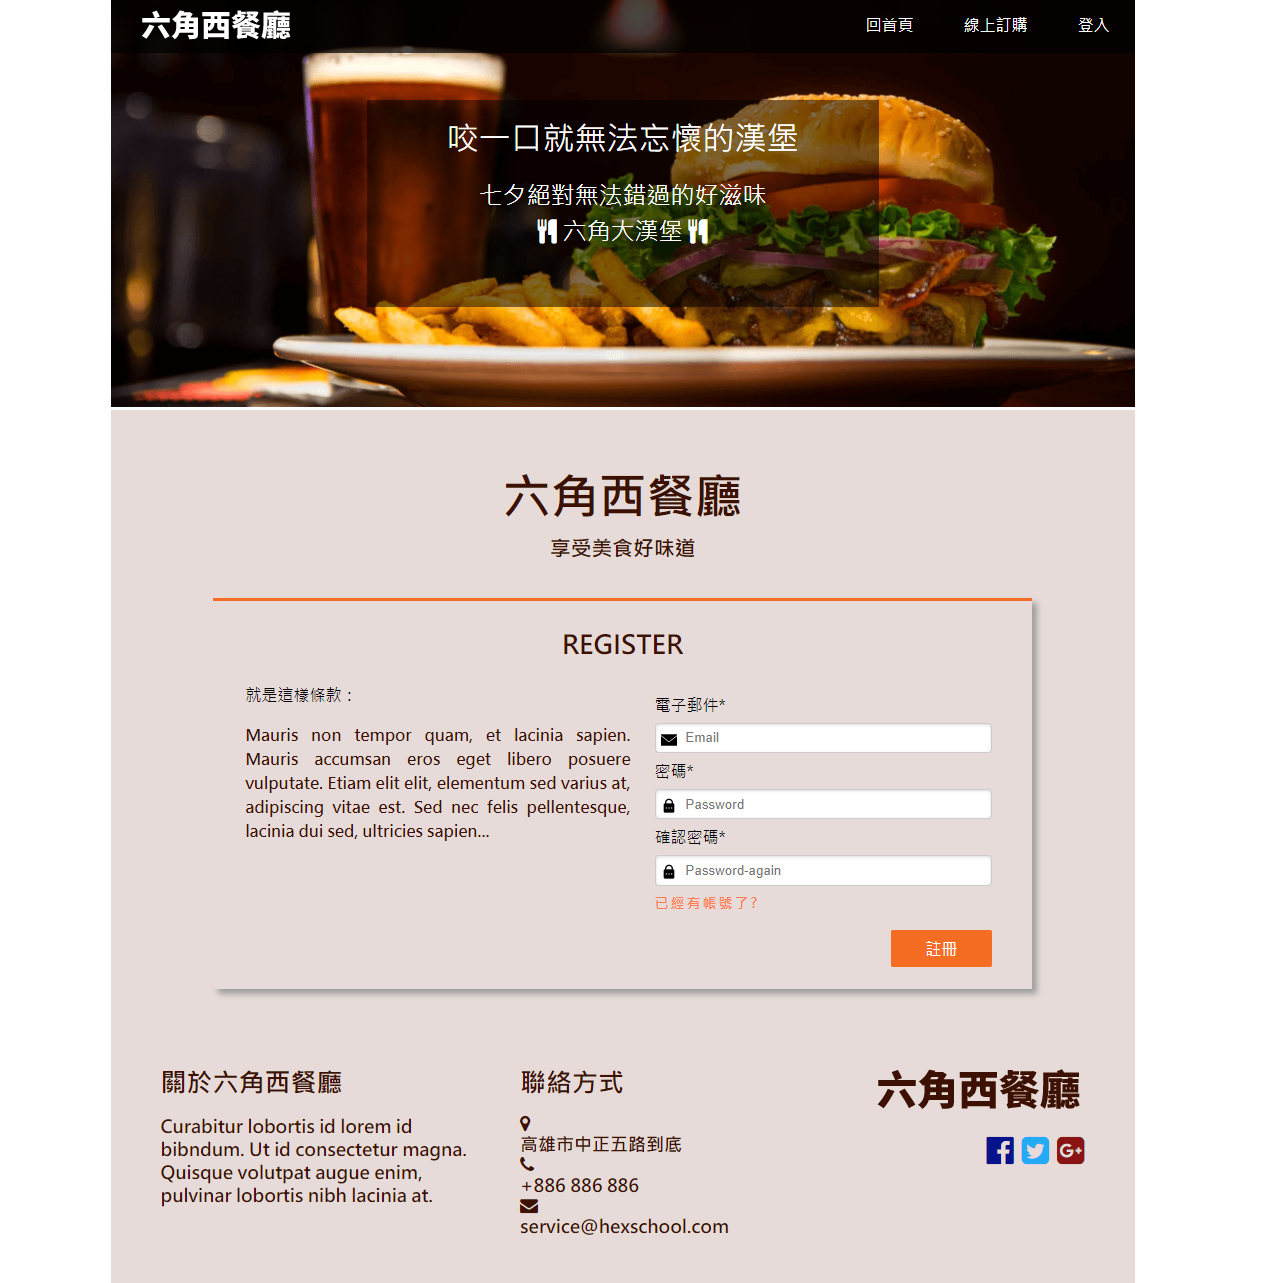 六角西餐廳
回首頁 線上訂購 登入
咬一口就無法忘懷的漢堡
七夕絕對無法錯過的好滋味
六角大漢堡
六角西餐廳
享受美食好味道
REGISTER
就是這樣條款：
Mauris non tempor quam, et lacinia sapien.
Mauris accumsan eros eget libero posuere
vulputate. Etiam elit elit, elementum sed varius at,
adipiscing vitae est. Sed nec felis pellentesque,
lacinia dui sed, ultricies sapien...
電子郵件*
Email
密碼*
Password
確認密碼*
Password-again
已經有帳號了?
註冊
關於六角西餐廳
Curabitur lobortis id lorem id
bibndum. Ut id consectetur magna.
Quisque volutpat augue enim,
pulvinar lobortis nibh lacinia at.
聯絡方式
高雄市中正五路到底
+886 886 886
service@hexschool.com
六角西餐廳